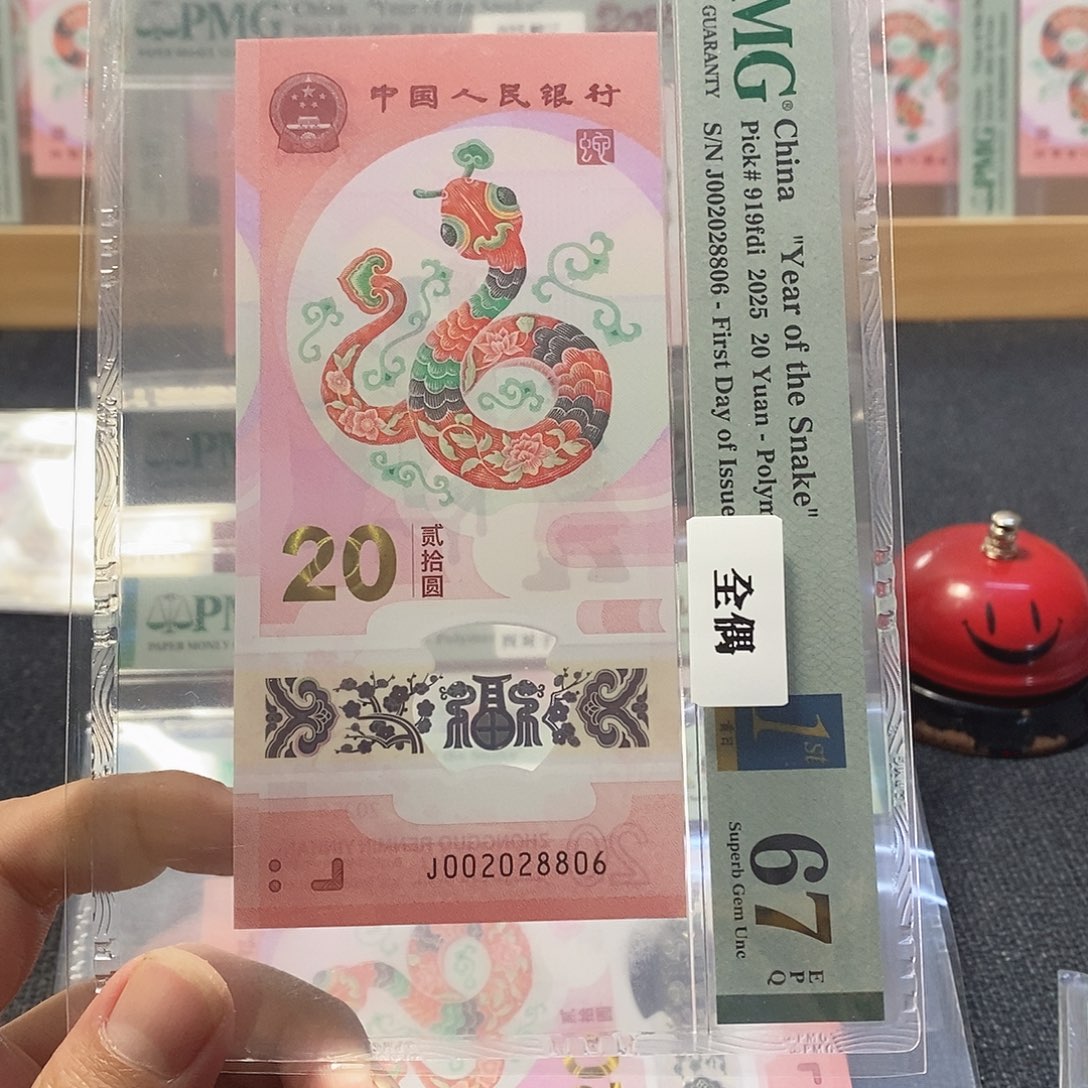 中国人民银行
蛇
20
贰拾圆
J002028806
PMG®
GUARANTY
China "Year of the Snake"
Pick# 919fdi 2025 20 Yuan - Polym
S/N J002028806 - First Day of Issue
全偶
1st
67
EPQ
Superb Gem Unc
PMG
PMG